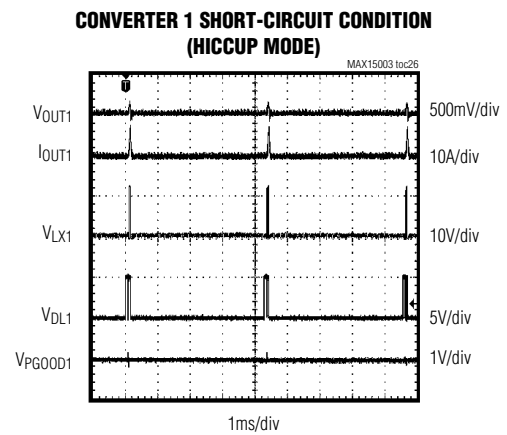 CONVERTER 1 SHORT-CIRCUIT CONDITION
(HICCUP MODE)
MAX15003 toc26
T
VOUT1
500mV/div
IOUT1
10A/div
VLX1
10V/div
VDL1
5V/div
VPGOOD1
1V/div
1ms/div